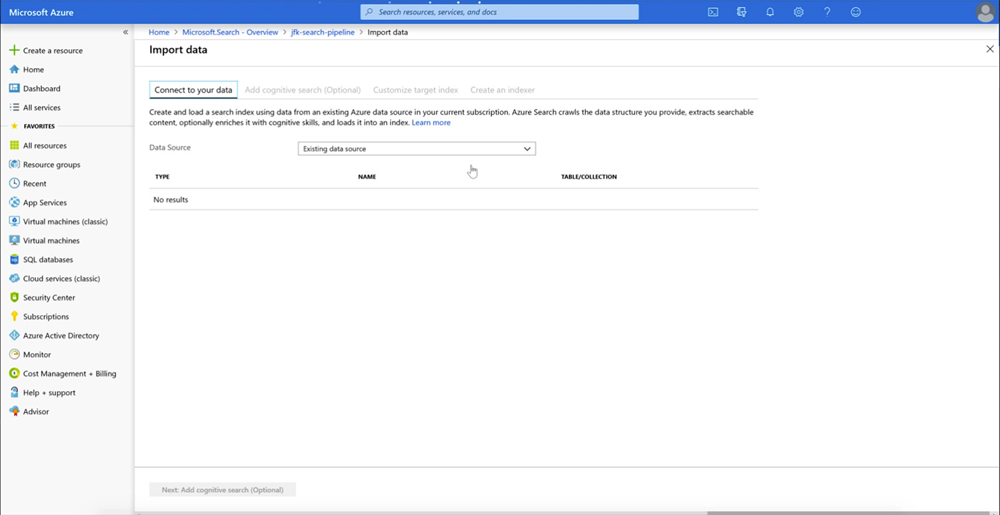 Microsoft Azure
Search resources, services, and docs
Home > Microsoft.Search - Overview > jfk-search-pipeline > Import data
Import data
Create a resource
Home
Dashboard
All services
FAVORITES
All resources
Resource groups
Recent
App Services
Virtual machines (classic)
Virtual machines
SQL databases
Cloud services (classic)
Security Center
Subscriptions
Azure Active Directory
Monitor
Cost Management + Billing
Help + support
Advisor
Connect to your data Add cognitive search (Optional) Customize target index Create an indexer
Create and load a search index using data from an existing Azure data source in your current subscription. Azure Search crawls the data structure you provide, extracts searchable
content, optionally enriches it with cognitive skills, and loads it into an index. Learn more
Data Source Existing data source
TYPE NAME TABLE/COLLECTION
No results
Next: Add cognitive search (Optional)